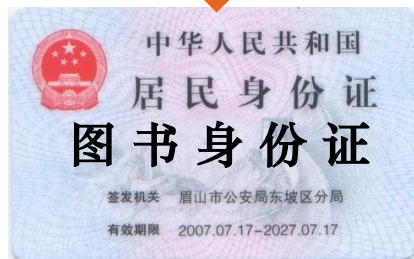 中华人民共和国
居民身份证
图书身份证
签发机关 眉山市公安局东坡区分局
有效期限 2007.07.17-2027.07.17